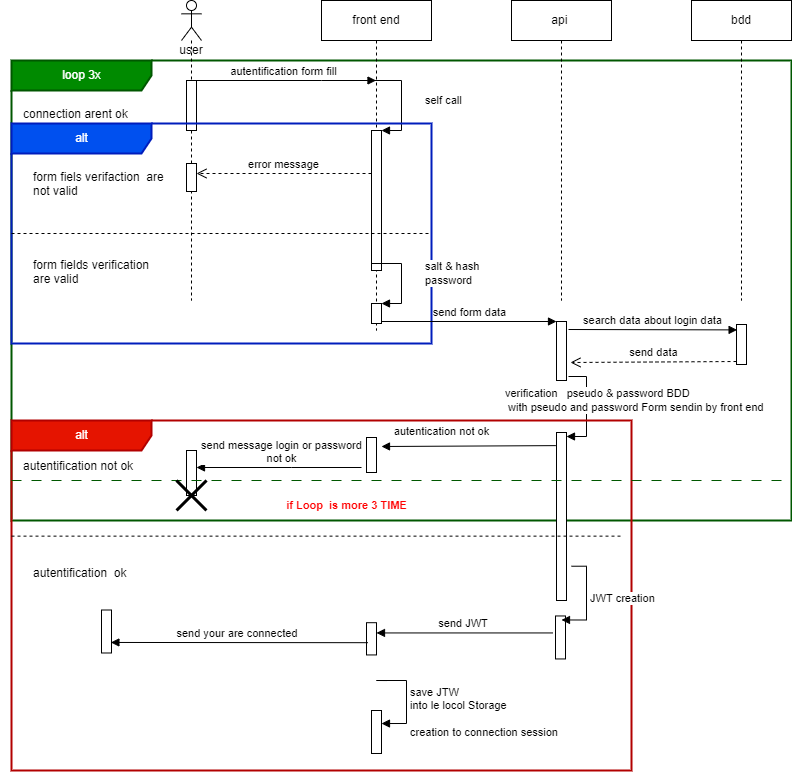 front end
api
bdd
user
loop 3x
autentification form fill
self call
connection arent ok
alt
error message
form fiels verifaction are
not valid
form fields verification
are valid
salt & hash
password
send form data
search data about login data
send data
verification pseudo & password BDD
with pseudo and password Form sendin by front end
alt
autentication not ok
send message login or password
not ok
autentification not ok
if Loop is more 3 TIME
autentification ok
JWT creation
send JWT
send your are connected
save JTW
into le locol Storage
creation to connection session